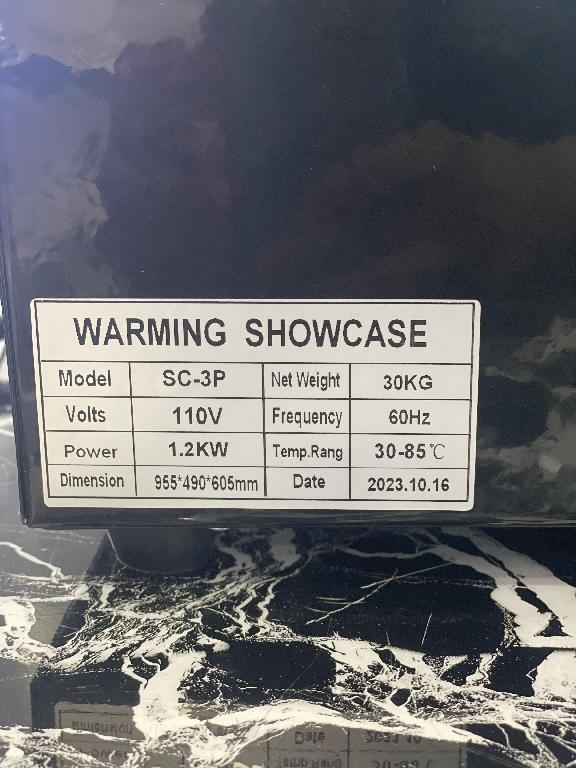 WARMING SHOWCASE
Model SC-3P Net Weight 30KG
Volts 110V Frequency 60Hz
Power 1.2KW Temp.Rang 30-85℃
Dimension 955*490*605mm Date 2023.10.16